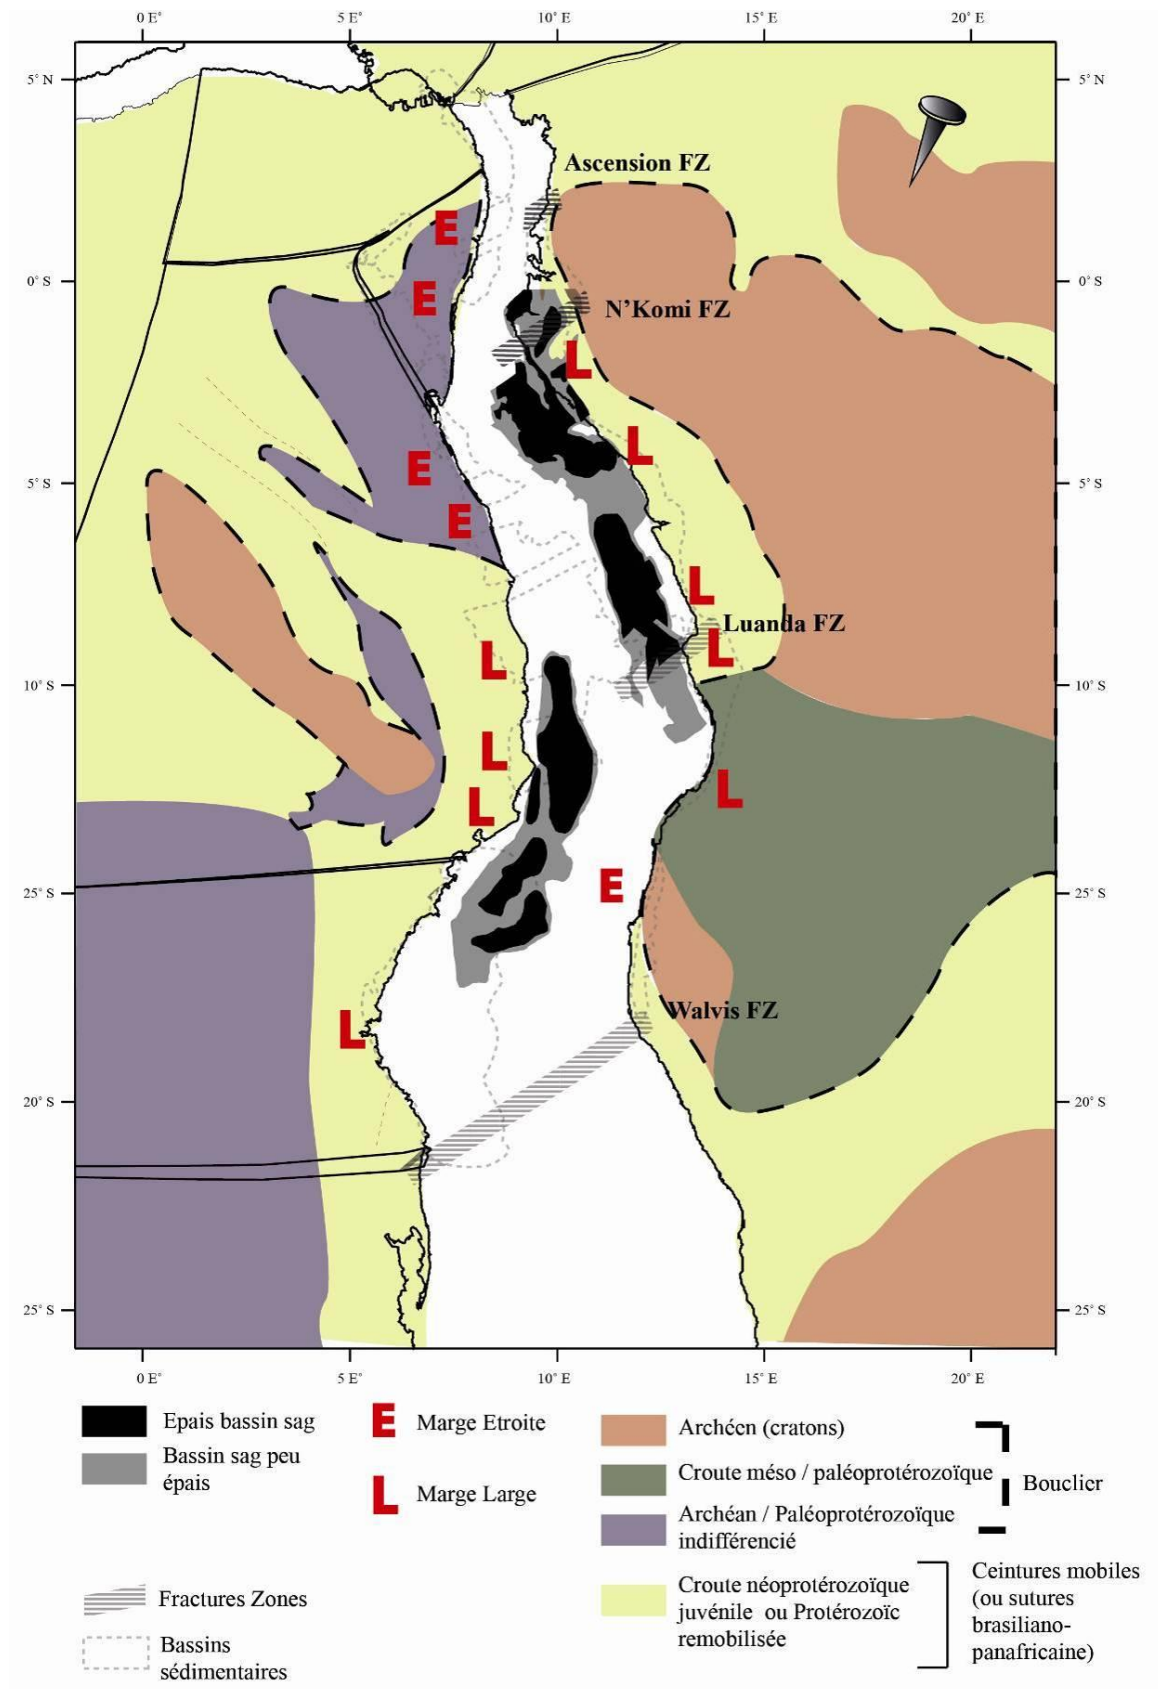 0 E° 5 E° 10° E 15° E 20° E
5° N 5° N
Ascension FZ
E
0° S 0° S
E
N'Komi FZ
L
L
E
5° S 5° S
E
L
Luanda FZ
L L
10° S 10° S
L
L
L
E
25° S 25° S
Walvis FZ
L
20° S 20° S
25° S 25° S
0 E° 5 E° 10° E 15° E 20° E
Epais bassin sag
Bassin sag peu
épais
E Marge Etroite
L Marge Large
Fractures Zones
Bassins
sédimentaires
Archéen (cratons)
Croute méso / paléoprotérozoïque
Archéan / Paléoprotérozoïque
indifférencié
Bouclier
Croute néoprotérozoïque
juvénile ou Protérozoïc
remobilisée
Ceintures mobiles
(ou sutures
brasiliano-
panafricaine)